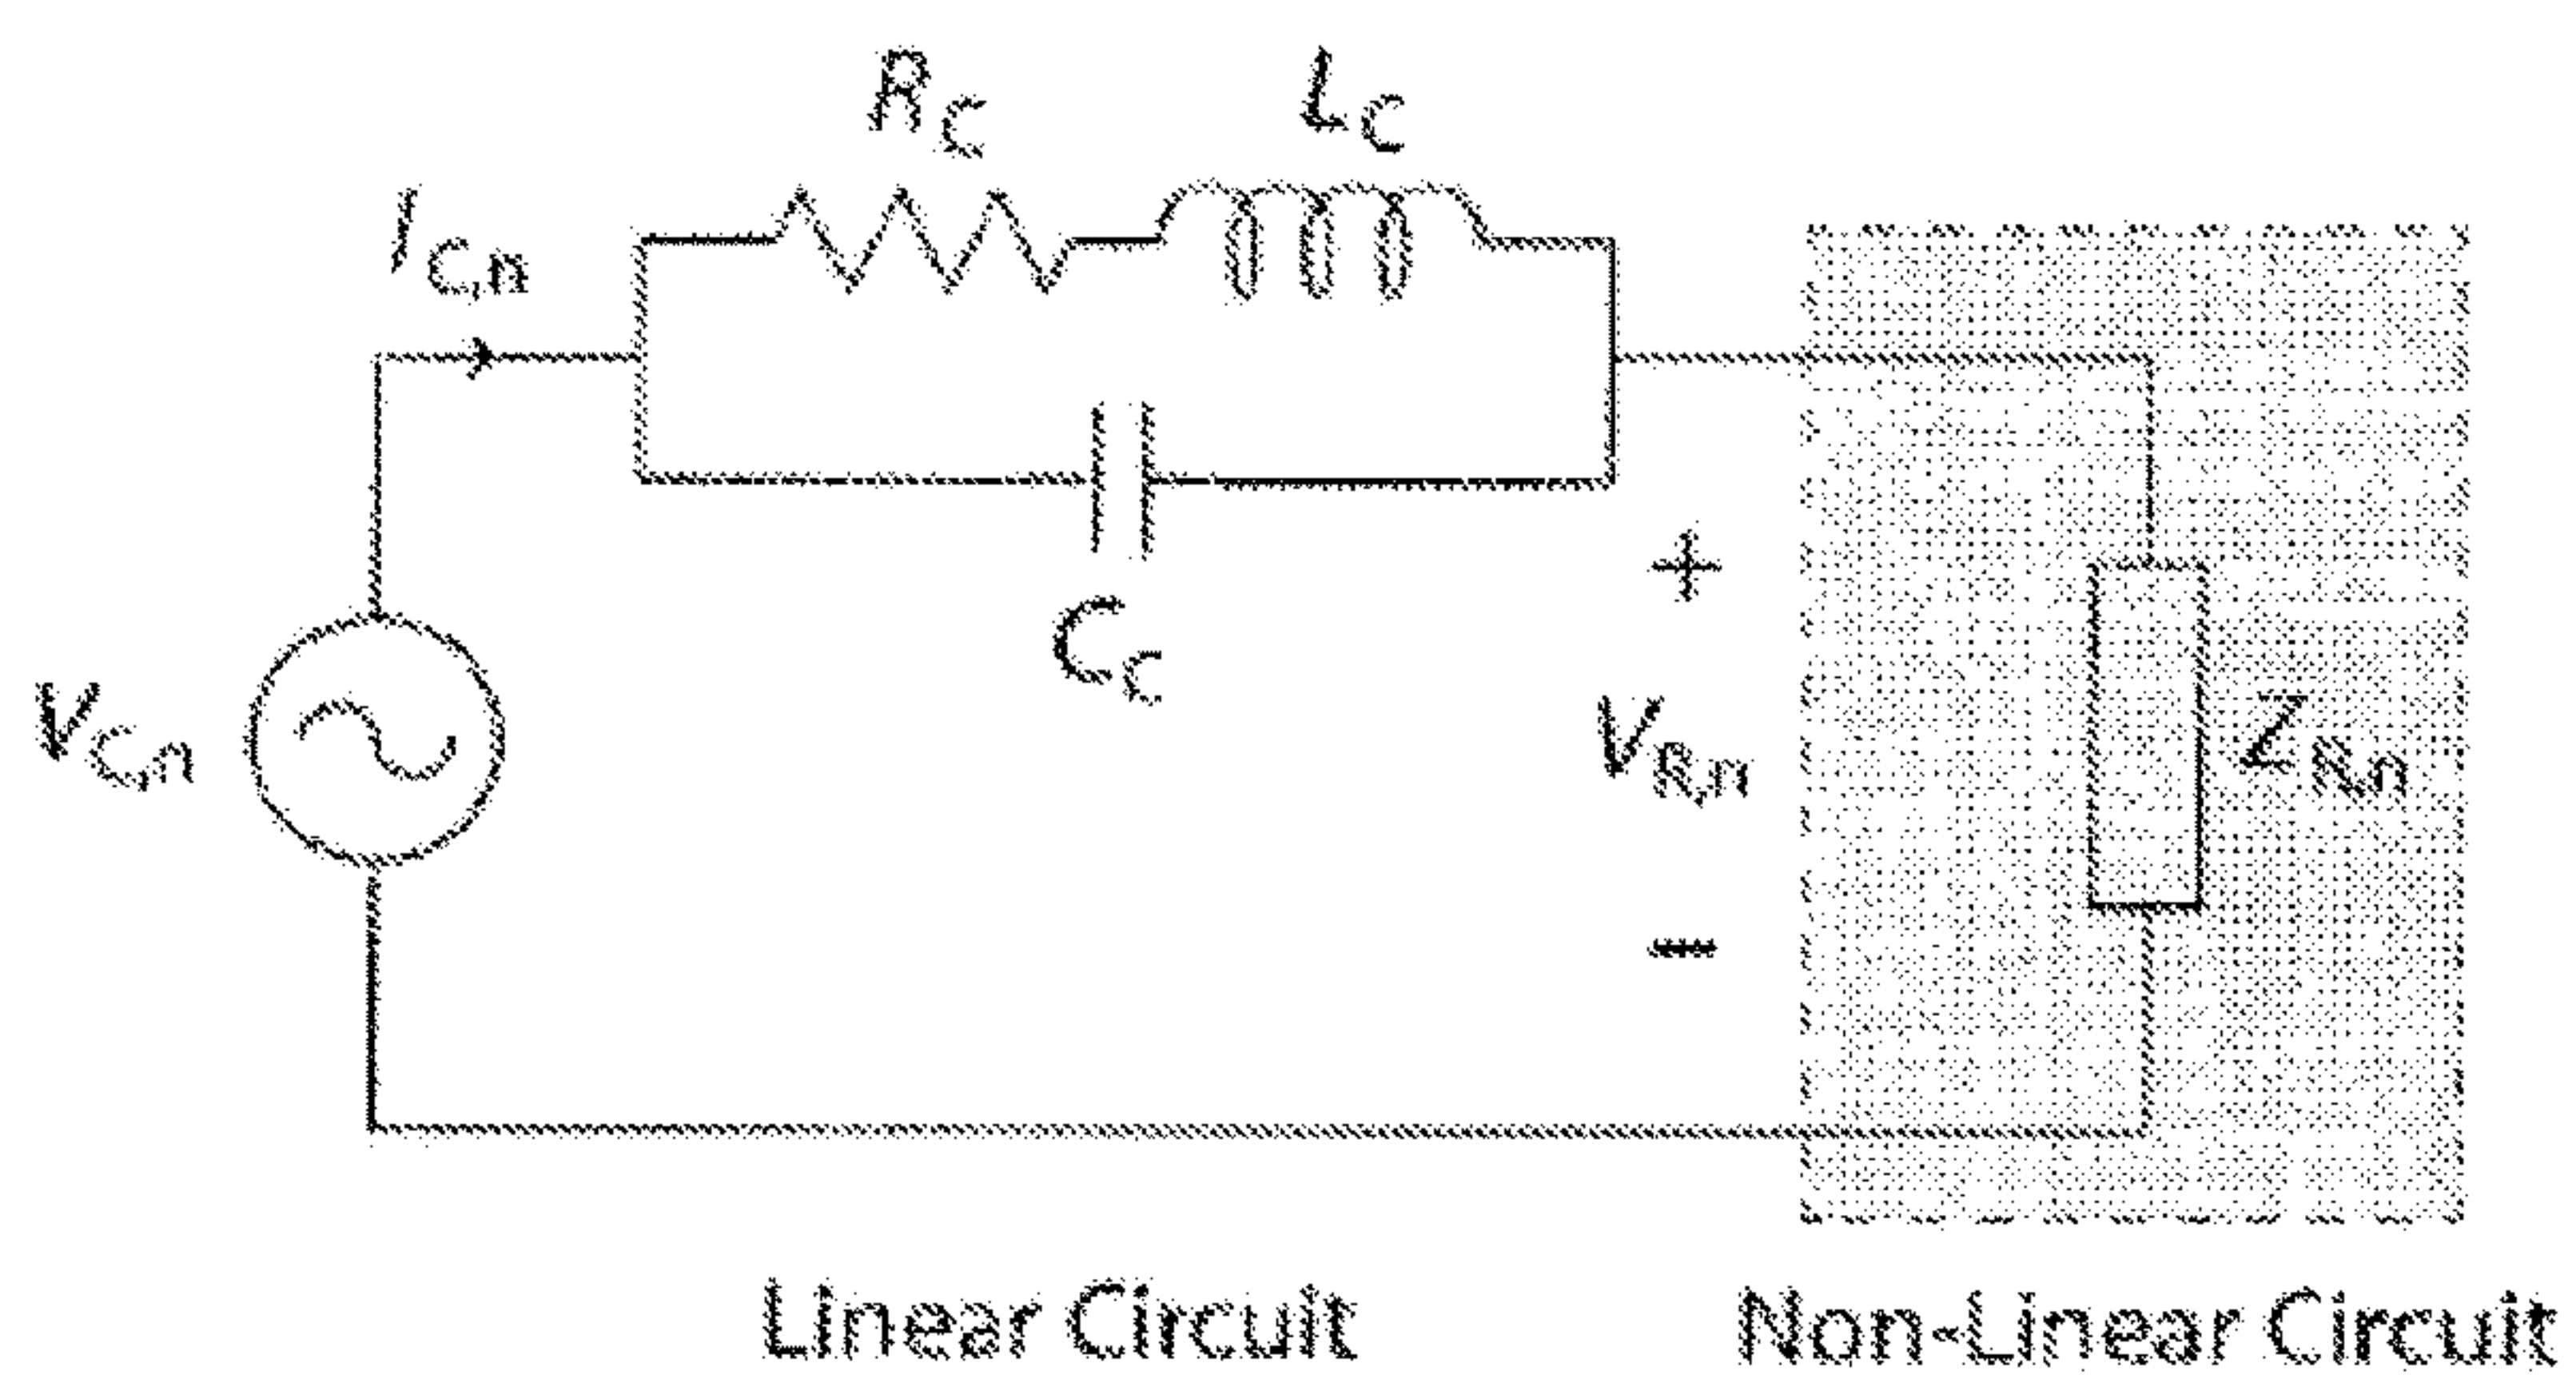 R_C
L_C
I_C,n
C_C
+
V_C,n
V_R,n
Z_R,n
−
Linear Circuit
Non-Linear Circuit